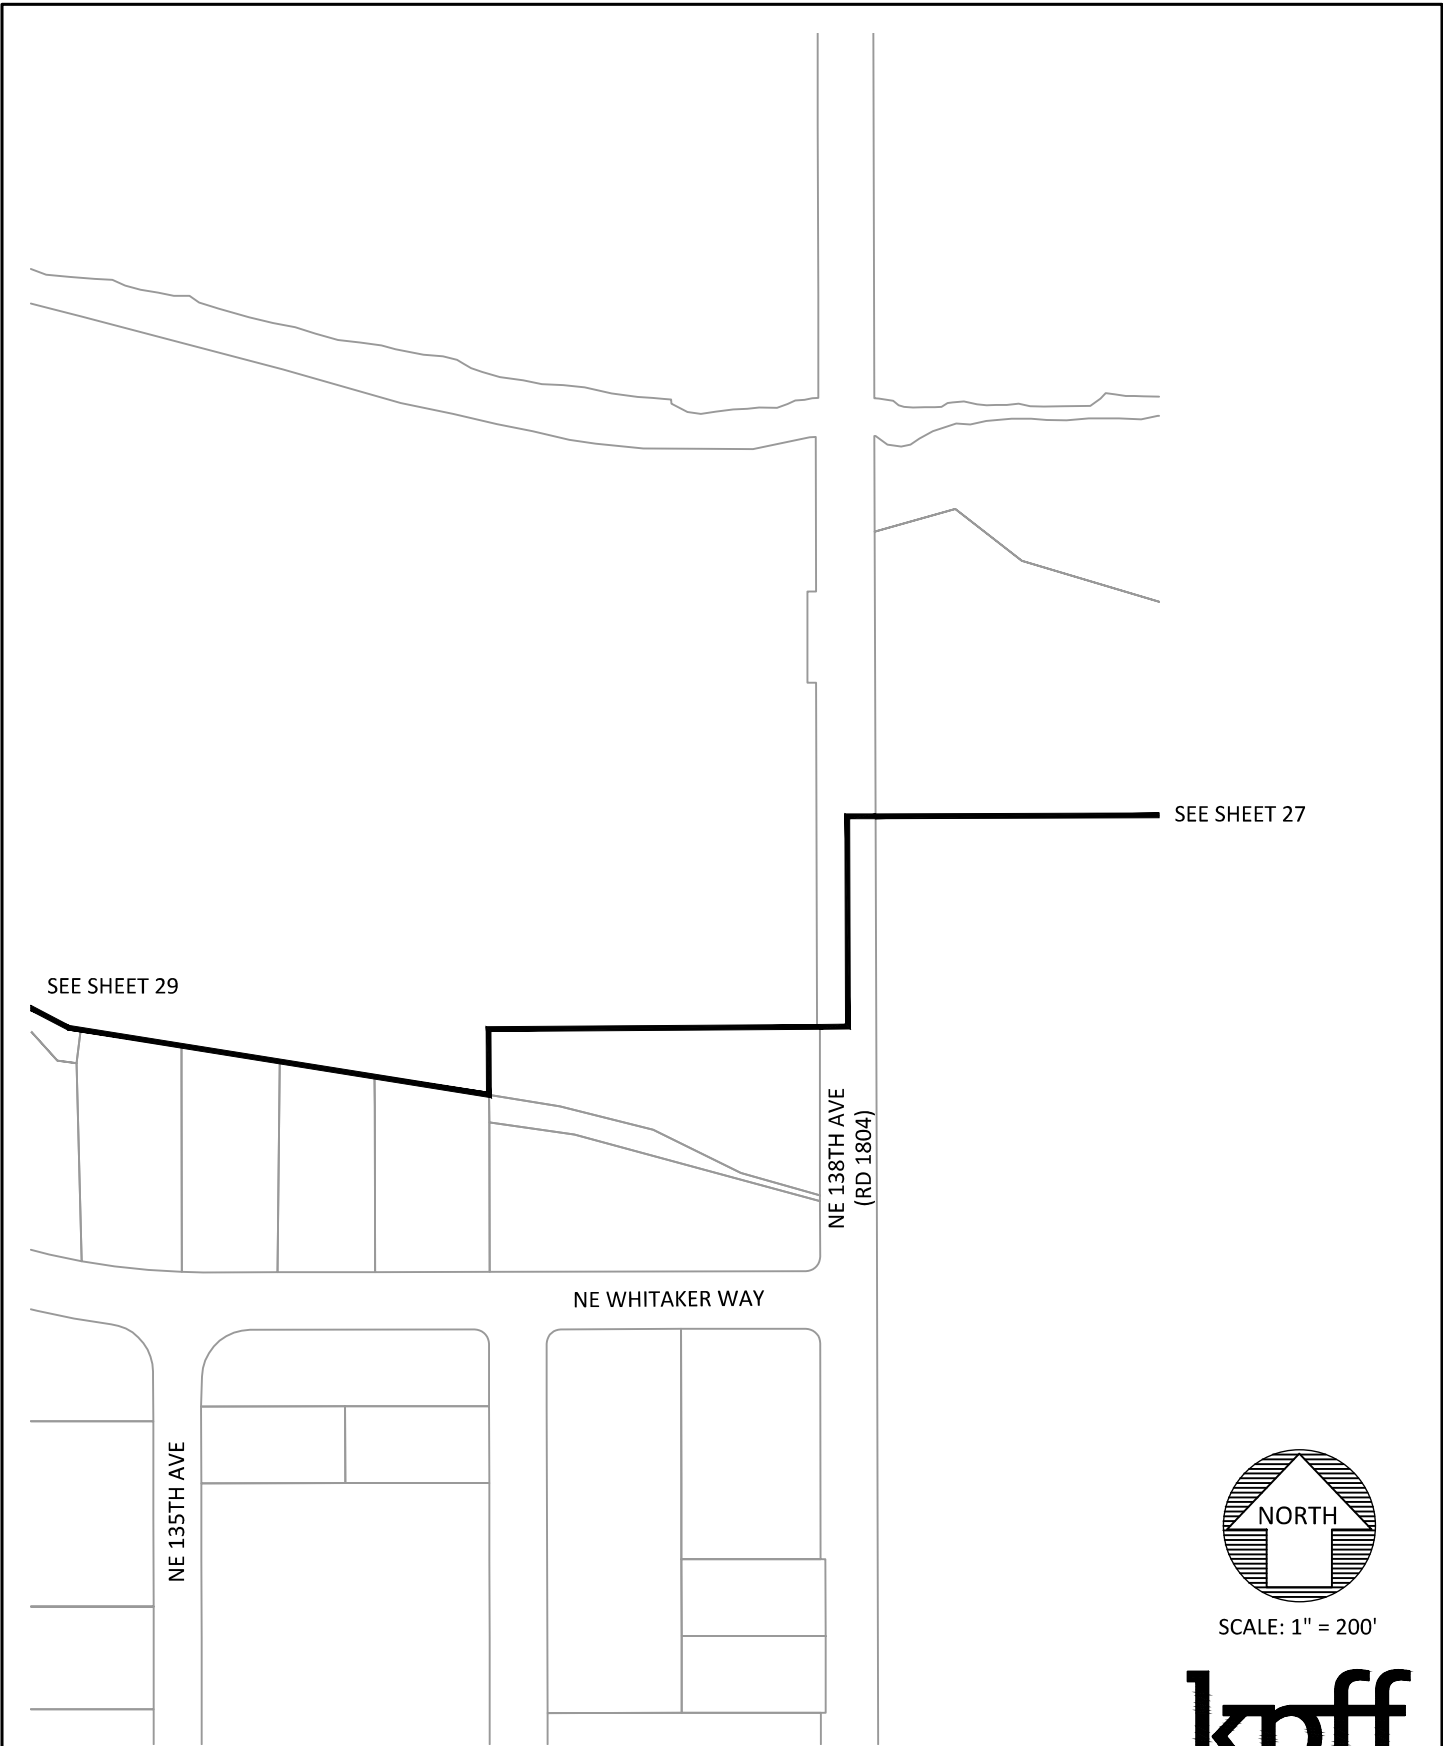 SEE SHEET 27
SEE SHEET 29
NE 138TH AVE
(RD 1804)
NE WHITAKER WAY
NE 135TH AVE
NORTH
SCALE: 1" = 200'
kpff